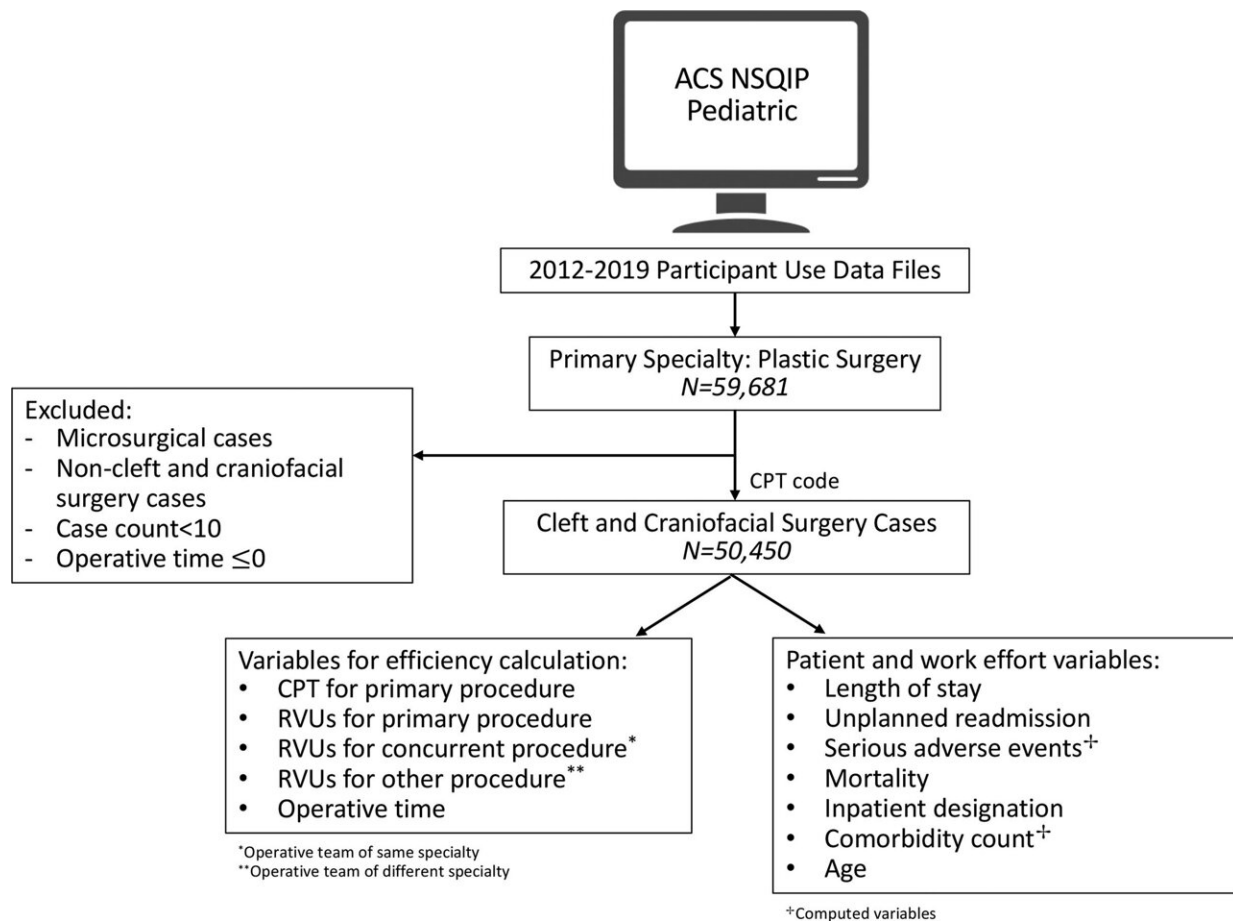 ACS NSQIP
Pediatric
2012-2019 Participant Use Data Files
Primary Specialty: Plastic Surgery
N=59,681
Excluded:
- Microsurgical cases
- Non-cleft and craniofacial
surgery cases
- Case count<10
- Operative time ≤0
CPT code
Cleft and Craniofacial Surgery Cases
N=50,450
Variables for efficiency calculation:
• CPT for primary procedure
• RVUs for primary procedure
• RVUs for concurrent procedure*
• RVUs for other procedure**
• Operative time
*Operative team of same specialty
**Operative team of different specialty
Patient and work effort variables:
• Length of stay
• Unplanned readmission
• Serious adverse events✢
• Mortality
• Inpatient designation
• Comorbidity count✢
• Age
✢Computed variables